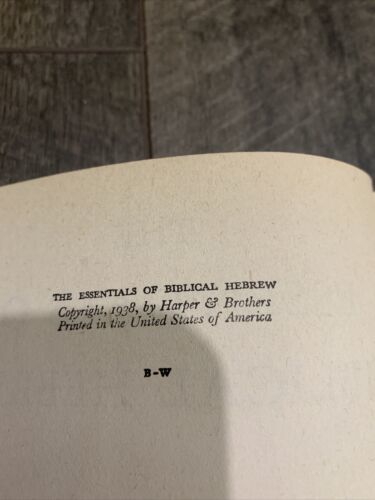 THE ESSENTIALS OF BIBLICAL HEBREW
Copyright, 1938, by Harper & Brothers
Printed in the United States of America
B-W